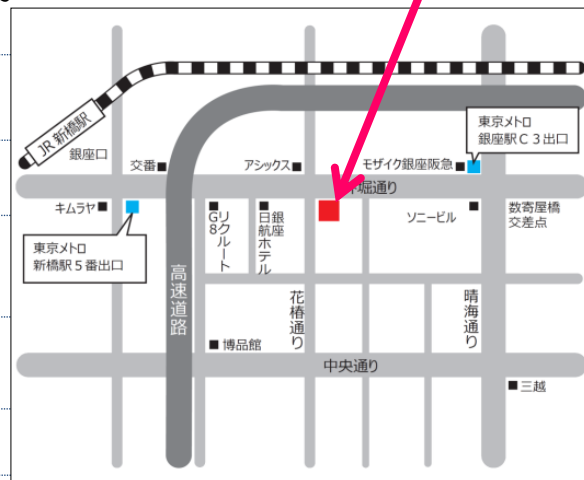 JR 新橋駅
銀座口
交番
アシックス
モザイク銀座阪急
東京メトロ
銀座駅C3出口
堀通り
キムラヤ
東京メトロ
新橋駅5番出口
リクルート
G8
銀座
日航ホテル
ソニービル
数寄屋橋
交差点
高速道路
花椿通り
晴海通り
博品館
中央通り
三越